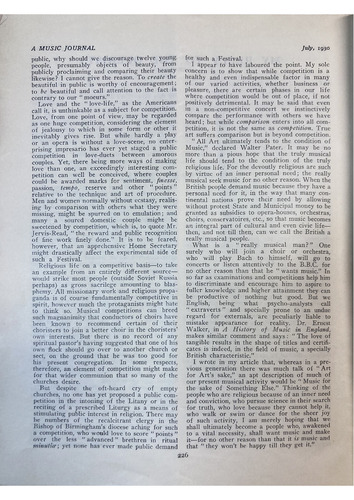 A MUSIC JOURNAL
July, 1930
public, why should we discourage twelve young
people, presumably objects of beauty, from
publicly proclaiming and comparing their beauty
likewise? I cannot give the reason. To create the
beautiful in public is worthy of encouragement;
to be beautiful and call attention to the fact is
contrary to our "mœurs."
Love and the "love-life," as the Americans
call it, is unthinkable as a subject for competition.
Love, from one point of view, may be regarded
as one huge competition, considering the element
of jealousy to which in some form or other it
inevitably gives rise. But while hardly a play
or an opera is without a love-scene, no enter-
prising impresario has ever staged a public
competition in love-duets between amorous
couples. Yet, there being more ways of making
love than one, an exceedingly instructive com-
petition can well be conceived, where couples
could be awarded marks for sentiment, finesse,
passion, tempo, reserve and other "points"
relative to the technique and art of procedure.
Men and women normally without ecstasy, realis-
ing by comparison with others what they were
missing, might be spurred on to emulation; and
many a soured domestic couple might be
sweetened by competition, which is, to quote Mr.
Jervis-Read, "the reward and public recognition
of fine work finely done." It is to be feared,
however, that an apprehensive Home Secretary
might drastically affect the experimental side of
such a Festival.
Religious life on a competitive basis—to take
an example from an entirely different source—
would strike most people (outside Soviet Russia
perhaps) as gross sacrilege amounting to blas-
phemy. All missionary work and religious propa-
ganda is of course fundamentally competitive in
spirit, however much the protagonists might hate
to think so. Musical competitions can breed
such magnanimity that conductors of choirs have
been known to recommend certain of their
choristers to join a better choir in the choristers'
own interests. But there is no record of any
spiritual pastor's having suggested that one of his
own flock should go over to another church or
sect, on the ground that he was too good for
his present congregation. In some respects,
therefore, an element of competition might make
for that wider communism that so many of the
churches desire.
But despite the oft-heard cry of empty
churches, no one has yet proposed a public com-
petition in the intoning of the Litany or in the
reciting of a prescribed Liturgy as a means of
stimulating public interest in religion. There may
be numbers of the recalcitrant clergy in the
Bishop of Birmingham's diocese itching for such
a competition, who would love to score "points"
over the less "advanced" brethren in ritual
minutiæ; yet none has ever made public demand
for such a Festival.
I appear to have laboured the point. My sole
concern is to show that while competition is a
healthy and even indispensable factor in many
of our varied activities, whether business or
pleasure, there are certain phases in our life
where competition would be out of place, if not
positively detrimental. It may be said that even
in a non-competitive concert we instinctively
compare the performance with others we have
heard; but while comparison enters into all com-
petition, it is not the same as competition. True
art suffers comparison but is beyond competition.
"All Art ultimately tends to the condition of
Music," declared Walter Pater. It may be no
more than a pious hope that the truly musical
life should tend to the condition of the truly
religious life. For the devoutly religious are such
by virtue of an inner personal need; the really
musical seek music for no other reason. When the
British people demand music because they have a
personal need for it, in the way that many con-
tinental nations prove their need by allowing
without protest State and Municipal money to be
granted as subsidies to opera-houses, orchestras,
choirs, conservatoires, etc., so that music becomes
an integral part of cultural and even civic life—
then, and not till then, can we call the British a
really musical people.
What is a "really musical man?" One
surely who will join a choir or orchestra,
who will play Bach to himself, will go to
concerts or listen attentively to the B.B.C. for
no other reason than that he "wants music." In
so far as examinations and competitions help him
to discriminate and encourage him to aspire to
fuller knowledge and higher attainment they can
be productive of nothing but good. But we
English, being what psycho-analysts call
"extraverts" and specially prone to an undue
regard for externals, are peculiarly liable to
mistake appearance for reality. Dr. Ernest
Walker, in A History of Music in England,
makes similar comment and says: "The love of
tangible results in the shape of titles and certifi-
cates is indeed, in the field of music, a specially
British characteristic."
I wrote in my article that, whereas in a pre-
vious generation there was much talk of "Art
for Art's sake," an apt description of much of
our present musical activity would be "Music for
the sake of Something Else." Thinking of the
people who are religious because of an inner need
and conviction, who pursue science in their search
for truth, who love because they cannot help it,
who walk or swim or dance for the sheer joy
of such activity, I am merely hoping that we
shall ultimately become a people who, awakened
to a vital necessity, shall want music and make
it—for no other reason than that it is music and
that "they won't be happy till they get it."
226